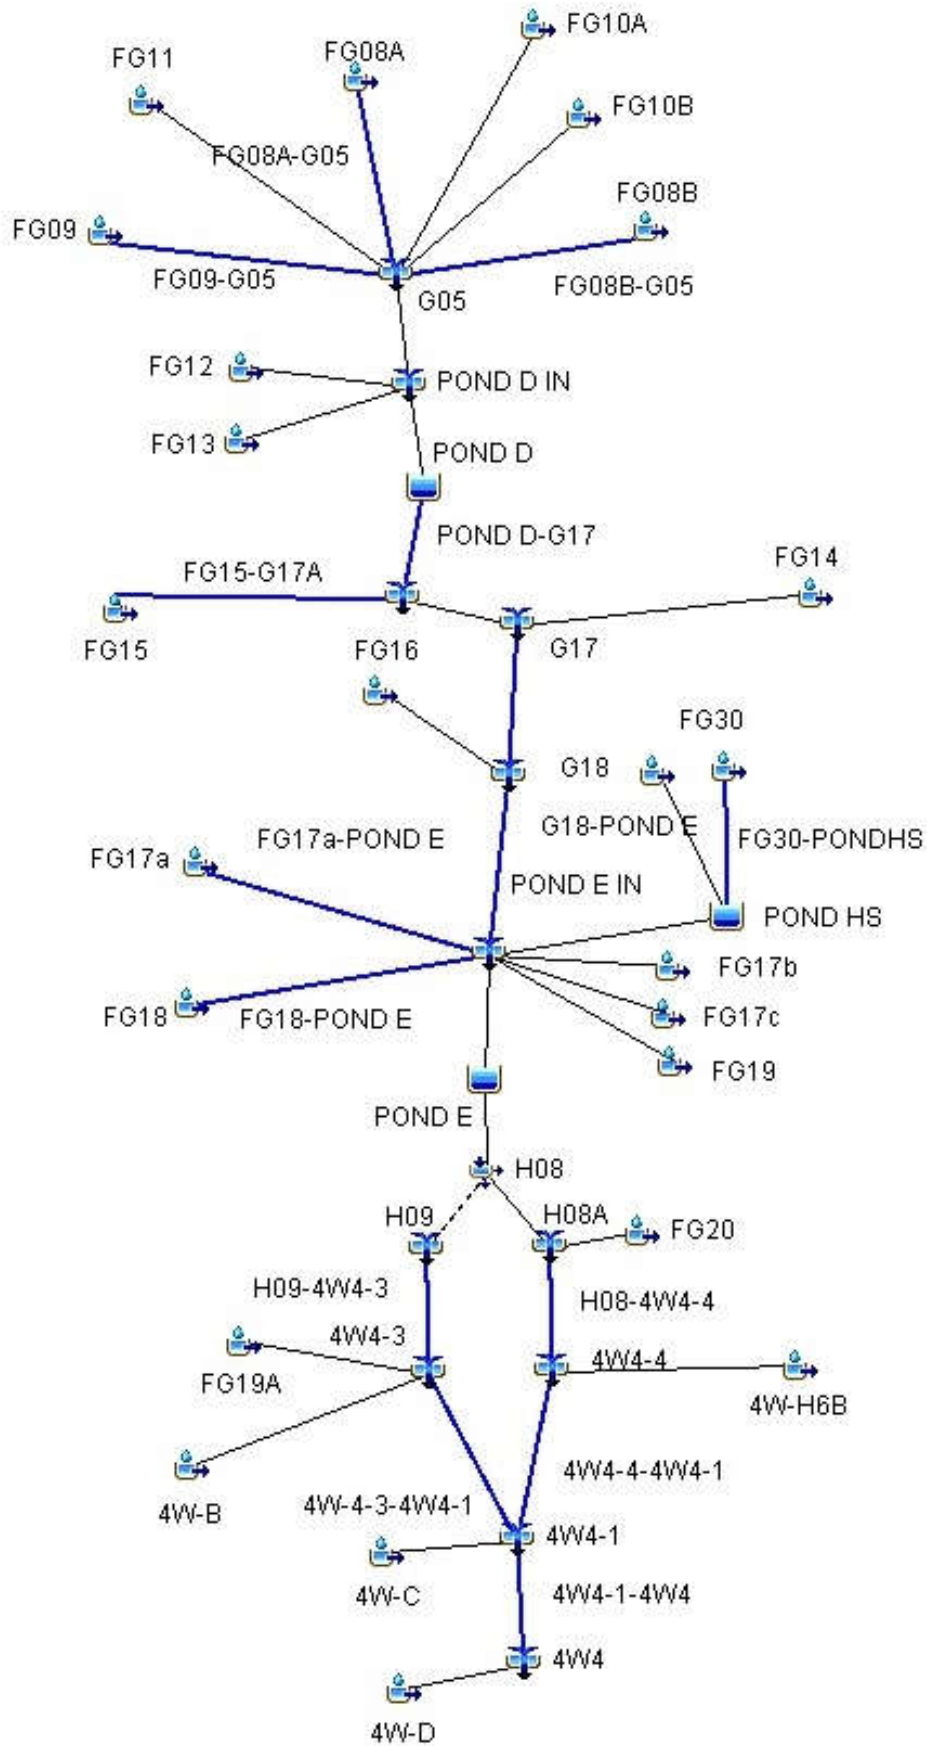 FG10A
FG11
FG08A
FG10B
FG08A-G05
FG08B
FG09
FG09-G05
FG08B-G05
G05
FG12
POND D IN
FG13
POND D
POND D-G17
FG14
FG15-G17A
FG15
FG16
G17
FG30
G18
G18-POND E
FG30-PONDHS
FG17a-POND E
FG17a
POND E IN
POND HS
FG17b
FG18
FG18-POND E
FG17c
FG19
POND E
H08
H09
H08A
FG20
H09-4W4-3
H08-4W4-4
4W4-3
4W4-4
FG19A
4W-H6B
4W4-4-4W4-1
4W-B
4W-4-3-4W4-1
4W4-1
4W-C
4W4-1-4W4
4W4
4W-D